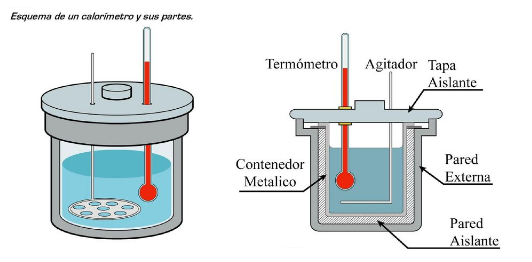 Esquema de un calorímetro y sus partes.
Termómetro
Agitador
Tapa
Aislante
Contenedor
Metalico
Pared
Externa
Pared
Aislante